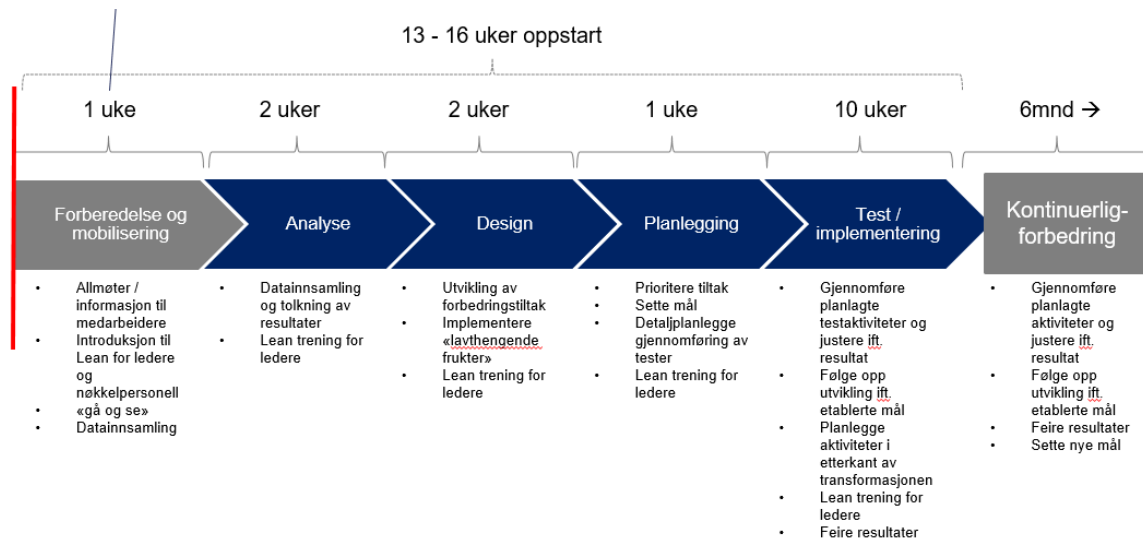 13 - 16 uker oppstart
1 uke
2 uker
2 uker
1 uke
10 uker
6mnd →
Forberedelse og
mobilisering
Analyse
Design
Planlegging
Test /
implementering
Kontinuerlig-
forbedring
• Allmøter /
informasjon til
medarbeidere
• Introduksjon til
Lean for ledere
og
nøkkelpersonell
• «gå og se»
• Datainnsamling
• Datainnsamling
og tolkning av
resultater
• Lean trening for
ledere
• Utvikling av
forbedringstiltak
• Implementere
«lavthengende
frukter»
• Lean trening for
ledere
• Prioritere tiltak
• Sette mål
• Detaljplanlegge
gjennomføring av
tester
• Lean trening for
ledere
• Gjennomføre
planlagte
testaktiviteter og
justere ift.
resultat
• Følge opp
utvikling ift.
etablerte mål
• Planlegge
aktiviteter i
etterkant av
transformasjonen
• Lean trening for
ledere
• Feire resultater
• Gjennomføre
planlagte
aktiviteter og
justere ift.
resultat
• Følge opp
utvikling ift.
etablerte mål
• Feire resultater
• Sette nye mål